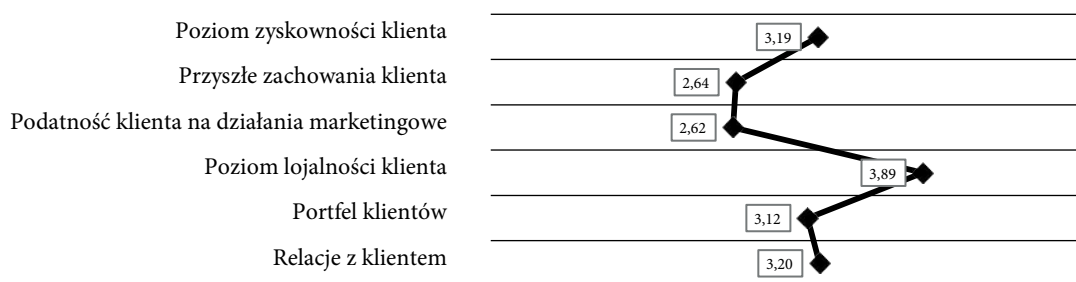 Poziom zyskowności klienta
3,19
Przyszłe zachowania klienta
2,64
Podatność klienta na działania marketingowe
2,62
Poziom lojalności klienta
3,89
Portfel klientów
3,12
Relacje z klientem
3,20